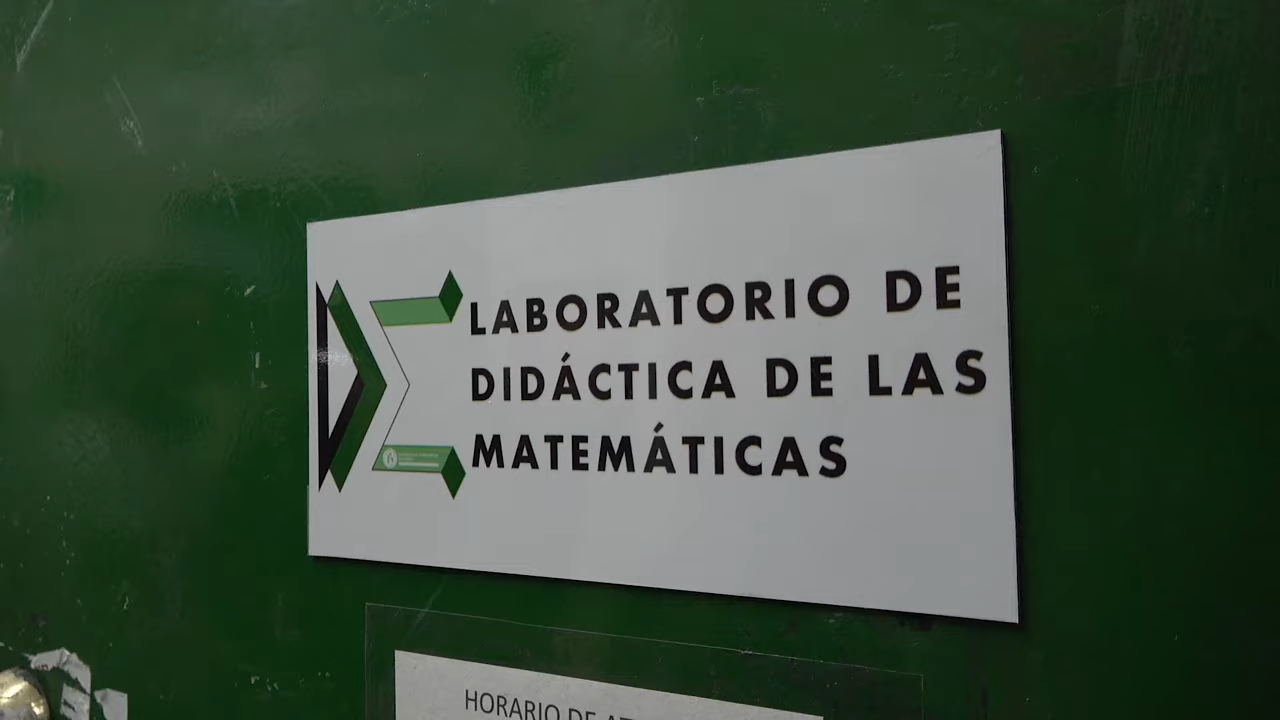 LABORATORIO DE
DIDÁCTICA DE LAS
MATEMÁTICAS
HORARIO DE